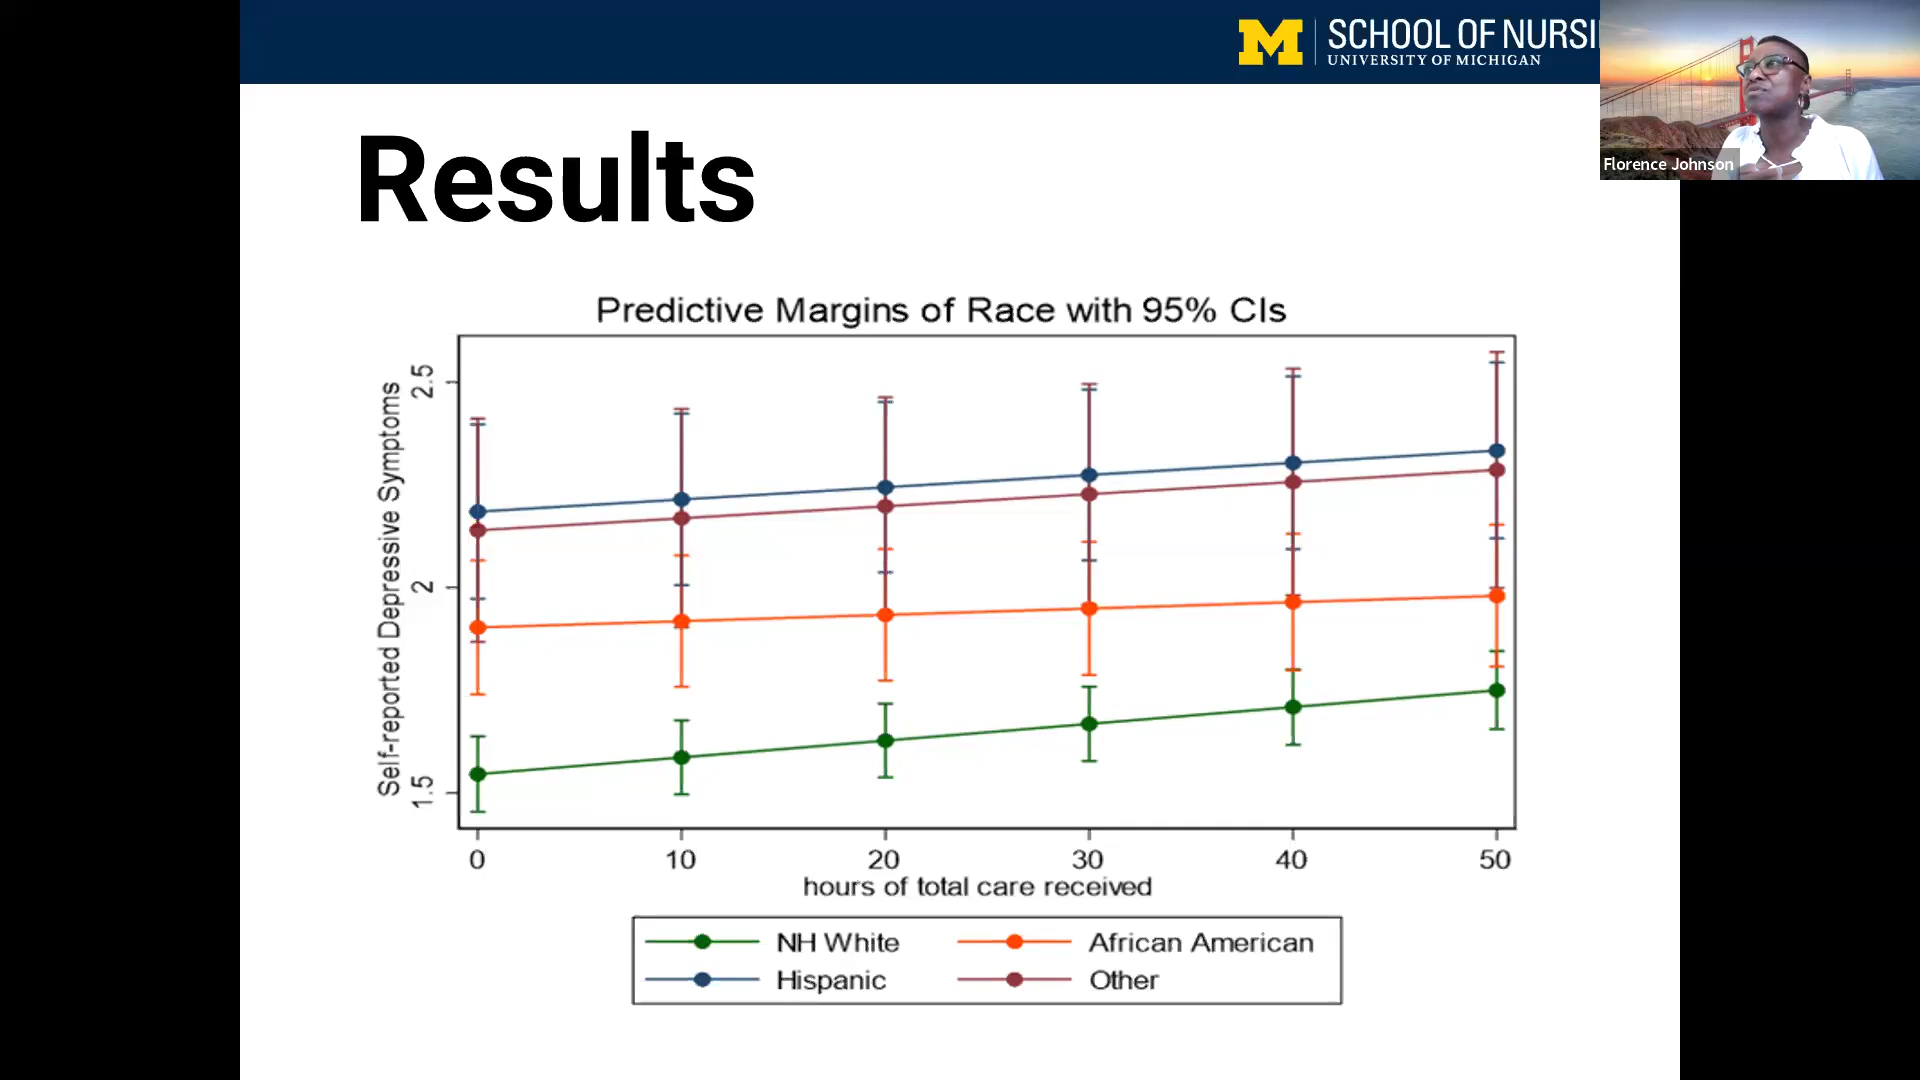 M
SCHOOL OF NURSI
UNIVERSITY OF MICHIGAN
Florence Johnson
Results
Predictive Margins of Race with 95% CIs
Self-reported Depressive Symptoms
2.5
2
1.5
0 10 20 30 40 50
hours of total care received
NH White African American
Hispanic Other